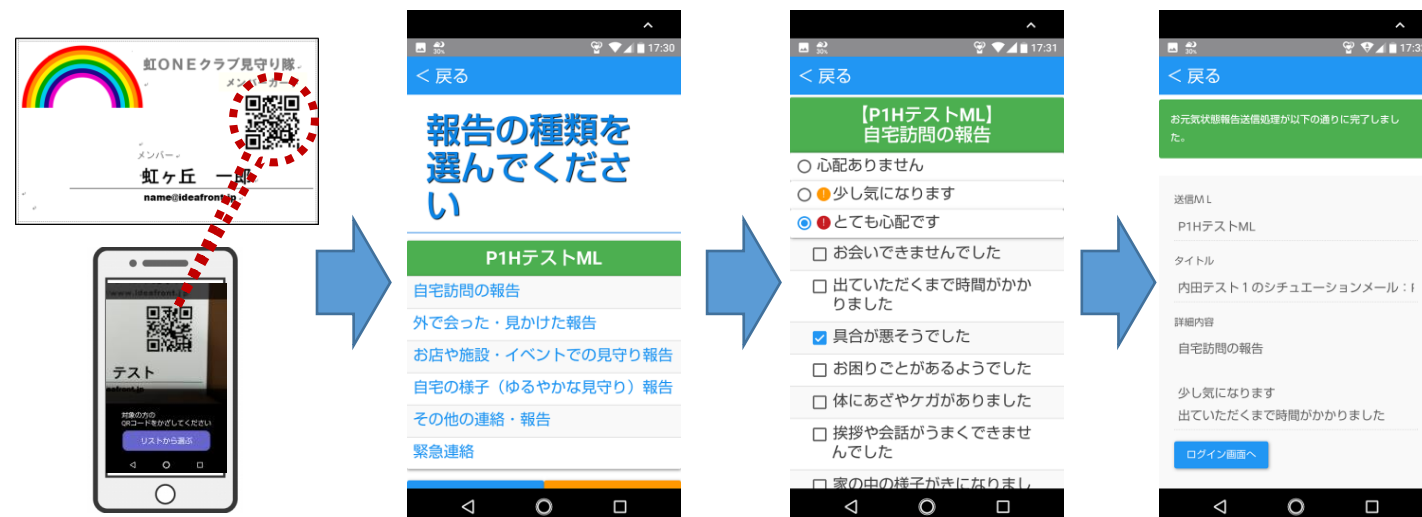 虹ONEクラブ見守り隊
メンバーカード
メンバー
虹ヶ丘 一郎
name@ideafront.jp
www.ideafront.jp
テスト
対象の方の
QRコードをかざしてください
リストから選ぶ
30%
17:30
< 戻る
報告の種類を
選んでくださ
い
P1HテストML
自宅訪問の報告
外で会った・見かけた報告
お店や施設・イベントでの見守り報告
自宅の様子（ゆるやかな見守り）報告
その他の連絡・報告
緊急連絡
30%
17:31
< 戻る
【P1HテストML】
自宅訪問の報告
心配ありません
少し気になります
とても心配です
お会いできませんでした
出ていただくまで時間がかか
りました
具合が悪そうでした
お困りごとがあるようでした
体にあざやケガがありました
挨拶や会話がうまくできませ
んでした
家の中の様子がきになりまし
30%
17:3
< 戻る
お元気状態報告送信処理が以下の通りに完了しまし
た。
送信ML
P1HテストML
タイトル
内田テスト１のシチュエーションメール：
詳細内容
自宅訪問の報告
少し気になります
出ていただくまで時間がかかりました
ログイン画面へ